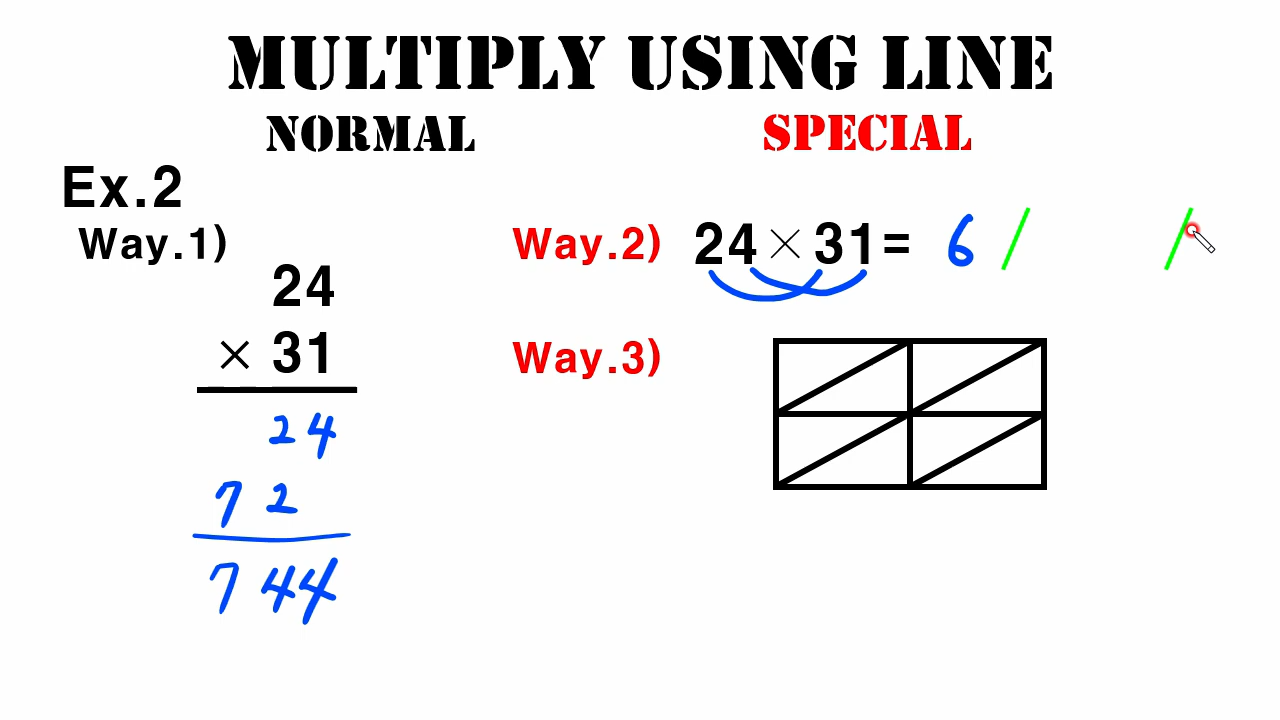 MULTIPLY USING LINE
NORMAL
SPECIAL
Ex.2
Way.1)
24
× 31
24
72
744
Way.2) 24×31= 6 / /
Way.3)